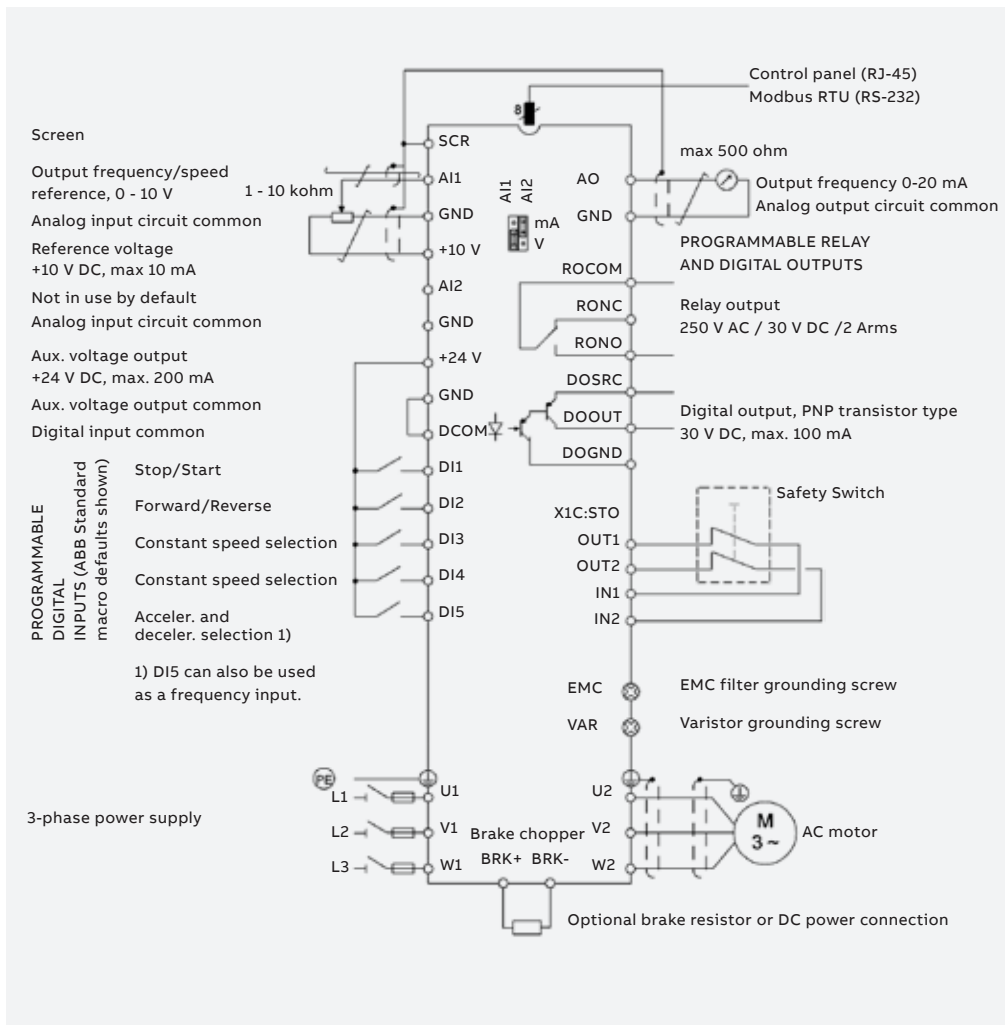 Control panel (RJ-45)
Modbus RTU (RS-232)
8
Screen
SCR
Output frequency/speed
reference, 0 - 10 V
1 - 10 kohm
AI1
Analog input circuit common
GND
Reference voltage
+10 V DC, max 10 mA
+10 V
Not in use by default
AI2
Analog input circuit common
GND
Aux. voltage output
+24 V DC, max. 200 mA
+24 V
Aux. voltage output common
GND
Digital input common
DCOM
PROGRAMMABLE
DIGITAL
INPUTS (ABB Standard
macro defaults shown)
Stop/Start
DI1
Forward/Reverse
DI2
Constant speed selection
DI3
Constant speed selection
DI4
Acceler. and
deceler. selection 1)
DI5
1) DI5 can also be used
as a frequency input.
AI1
AI2
mA
V
max 500 ohm
AO
Output frequency 0-20 mA
GND
Analog output circuit common
PROGRAMMABLE RELAY
AND DIGITAL OUTPUTS
ROCOM
RONC
RONO
Relay output
250 V AC / 30 V DC /2 Arms
DOSRC
DOOUT
DOGND
Digital output, PNP transistor type
30 V DC, max. 100 mA
Safety Switch
X1C:STO
OUT1
OUT2
IN1
IN2
EMC
EMC filter grounding screw
VAR
Varistor grounding screw
PE
3-phase power supply
L1
U1
L2
V1
L3
W1
Brake chopper
BRK+ BRK-
U2
V2
W2
M
3 ~
AC motor
Optional brake resistor or DC power connection